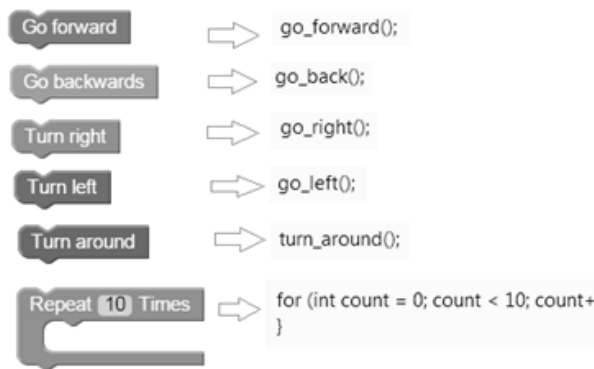 Go forward go_forward();
Go backwards go_back();
Turn right go_right();
Turn left go_left();
Turn around turn_around();
Repeat 10 Times for (int count = 0; count < 10; count+
}